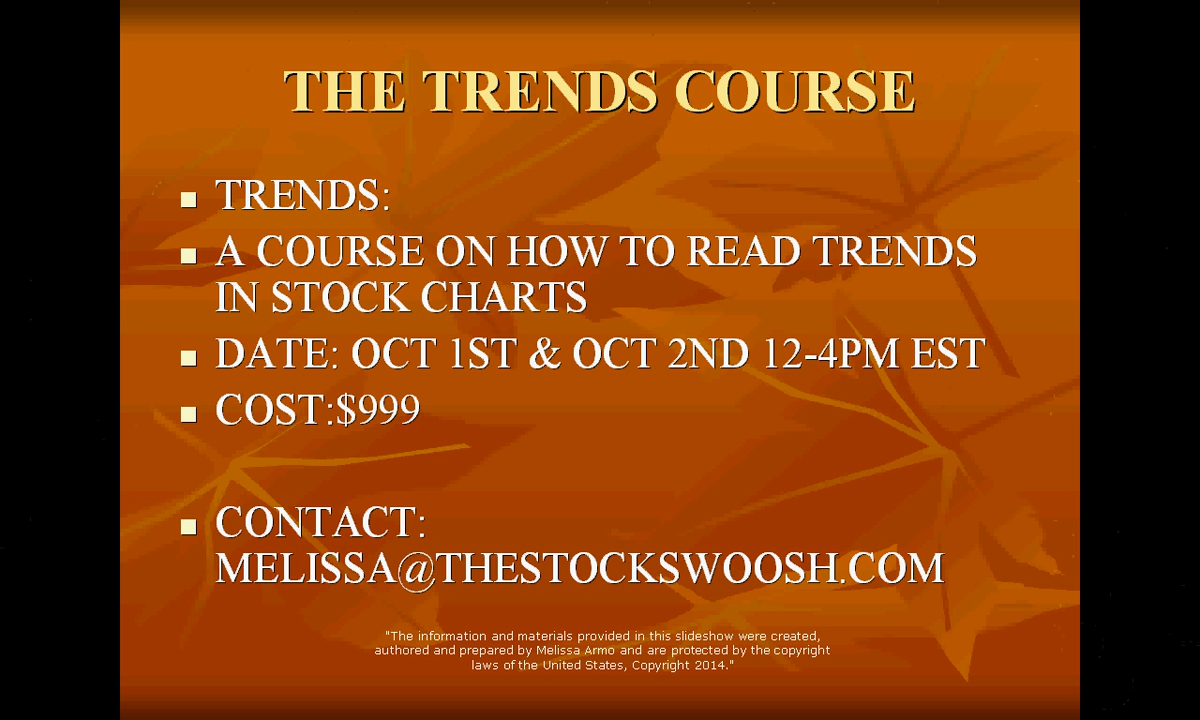 THE TRENDS COURSE
TRENDS:
A COURSE ON HOW TO READ TRENDS
IN STOCK CHARTS
DATE: OCT 1ST & OCT 2ND 12-4PM EST
COST:$999
CONTACT:
MELISSA@THESTOCKSWOOSH.COM
"The information and materials provided in this slideshow were created,
authored and prepared by Melissa Armo and are protected by the copyright
laws of the United States, Copyright 2014."